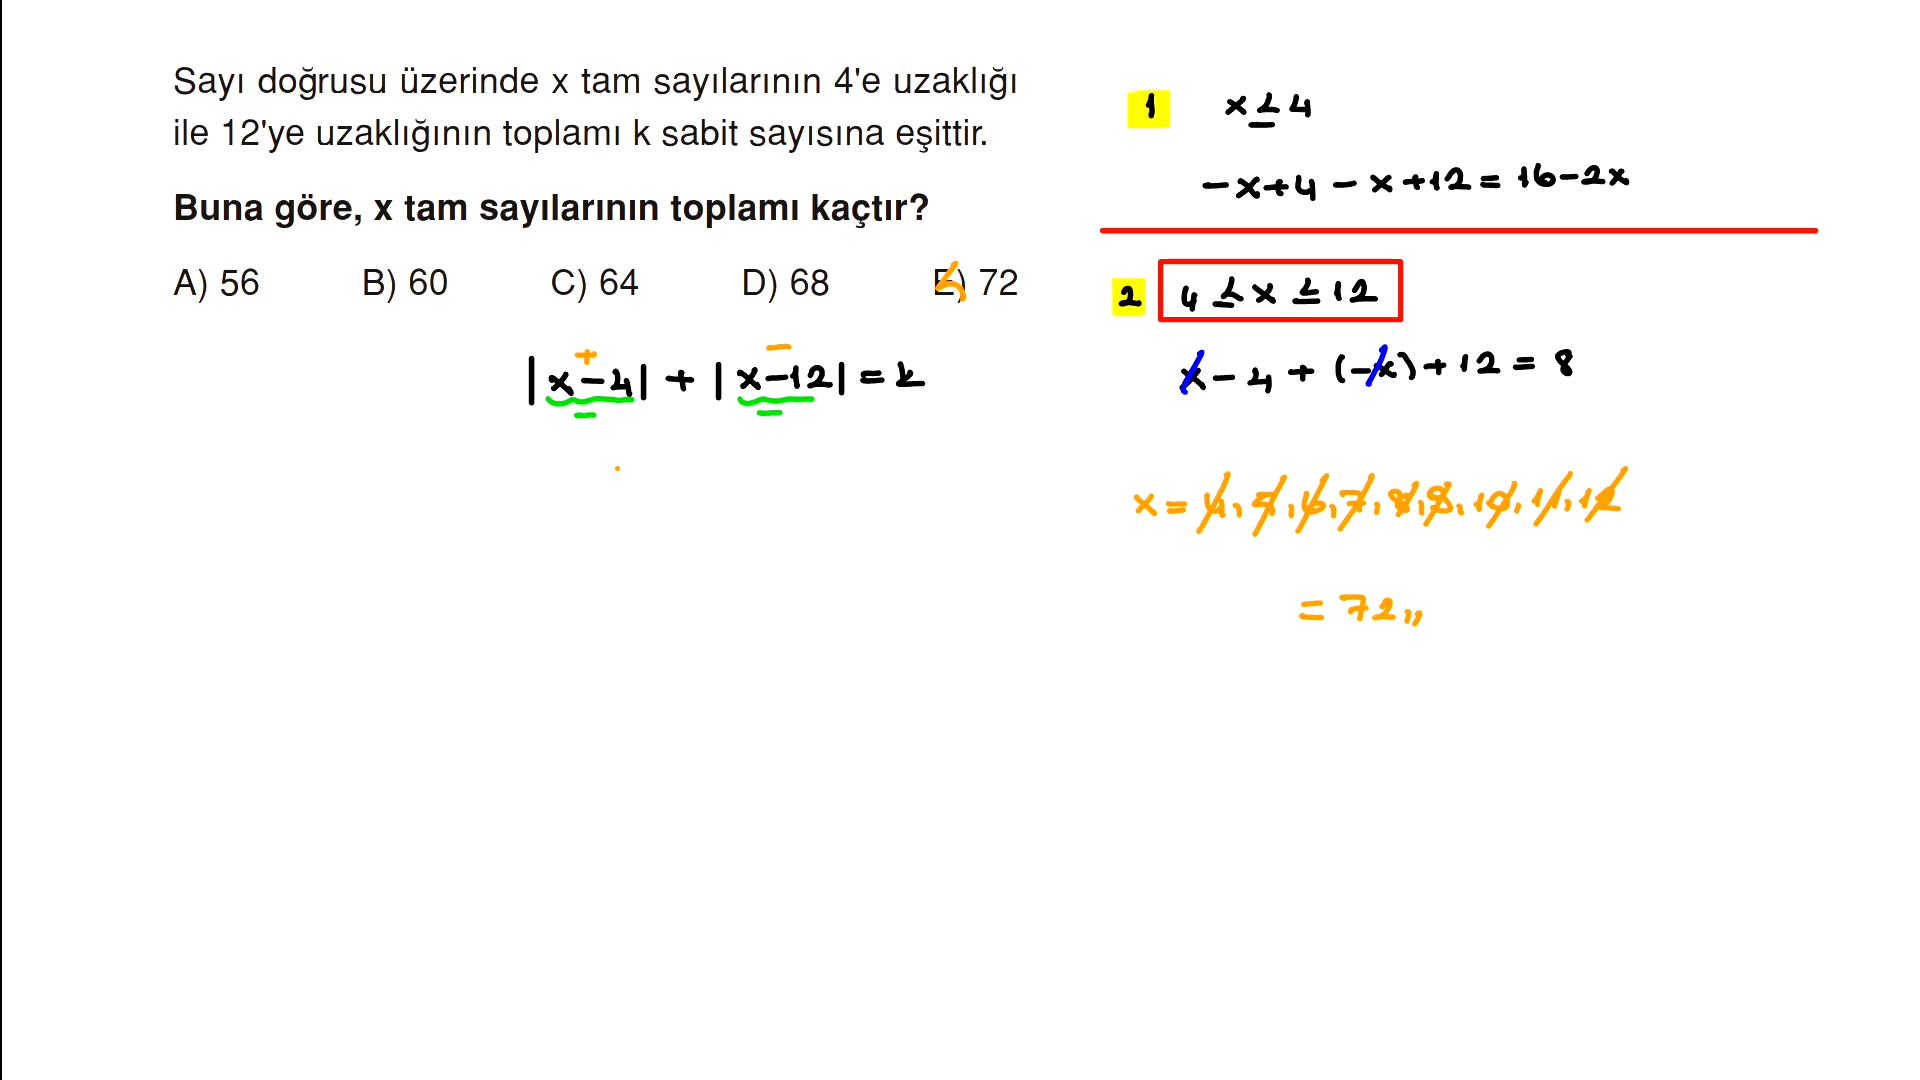 Sayı doğrusu üzerinde x tam sayılarının 4'e uzaklığı
ile 12'ye uzaklığının toplamı k sabit sayısına eşittir.
Buna göre, x tam sayılarının toplamı kaçtır?
A) 56 B) 60 C) 64 D) 68 E) 72
+ −
|x−4| + |x−12| = k
1 x ≤ 4
−x+4 − x +12 = 16−2x
2 4 ≤ x ≤ 12
x − 4 + (−x) + 12 = 8
x = 4, 5, 6, 7, 8, 9, 10, 11, 12
= 72,,